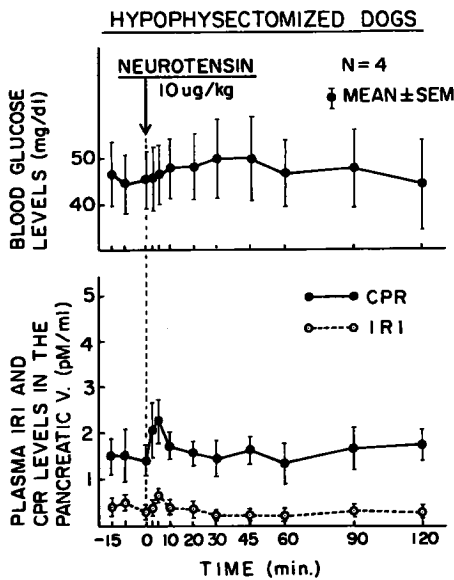 HYPOPHYSECTOMIZED DOGS
NEUROTENSIN
10 ug/kg
N = 4
MEAN ± SEM
BLOOD GLUCOSE
LEVELS (mg/dl)
50
40
PLASMA IRI AND
CPR LEVELS IN THE
PANCREATIC V. (pM/ml)
5
4
3
2
1
CPR
IRI
-15 0 5 10 20 30 45 60 90 120
TIME (min.)